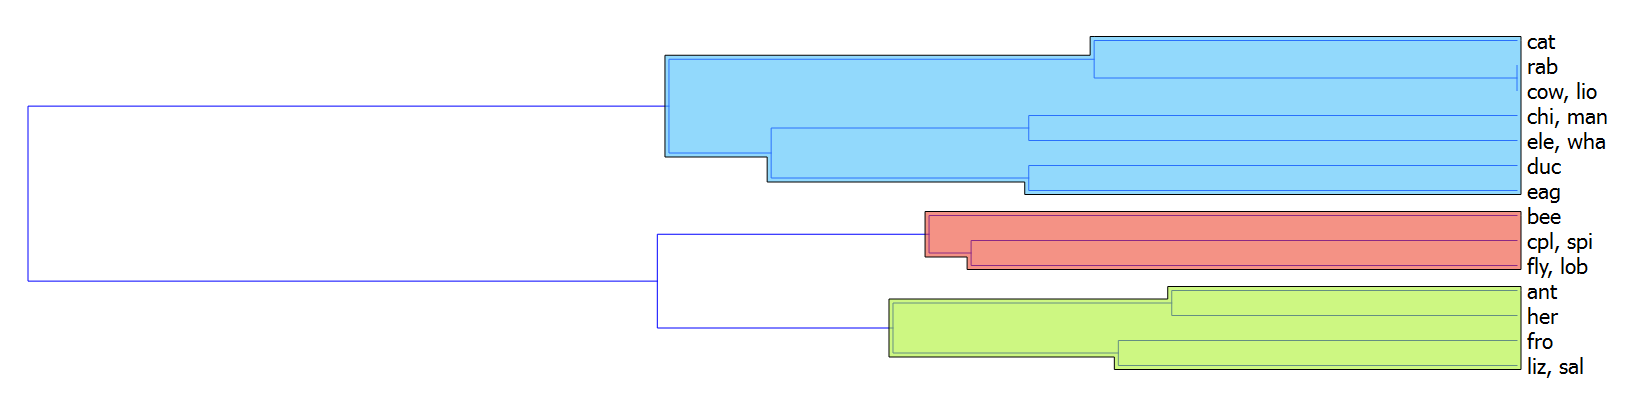 cat
rab
cow, lio
chi, man
ele, wha
duc
eag
bee
cpl, spi
fly, lob
ant
her
fro
liz, sal